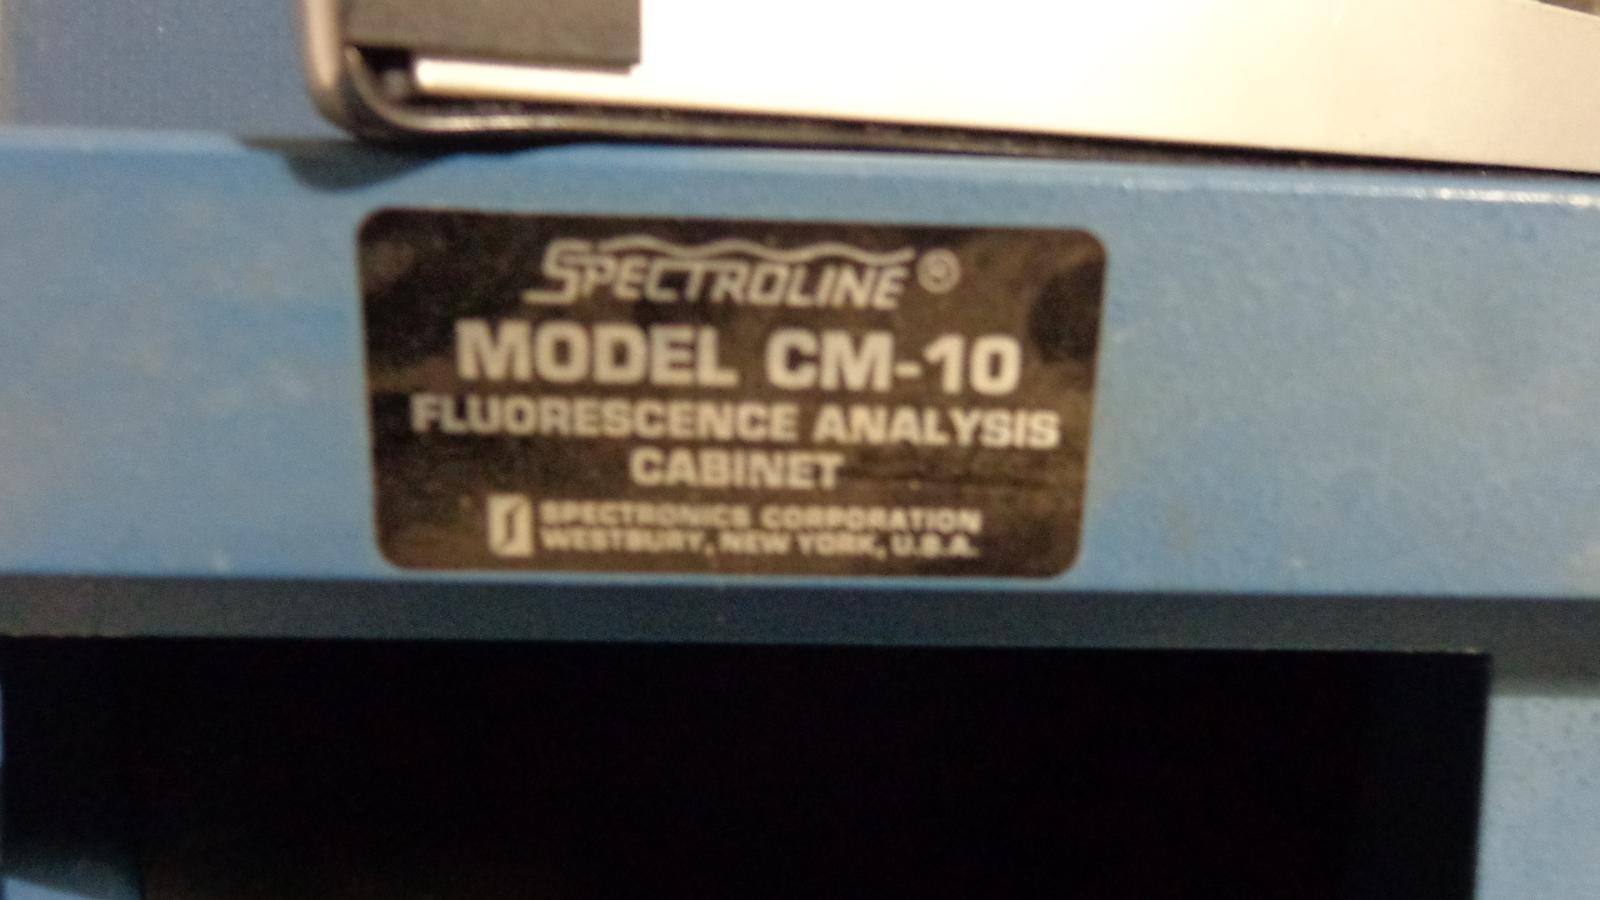 SPECTROLINE®
MODEL CM-10
FLUORESCENCE ANALYSIS
CABINET
SPECTRONICS CORPORATION
WESTBURY, NEW YORK, U.S.A.